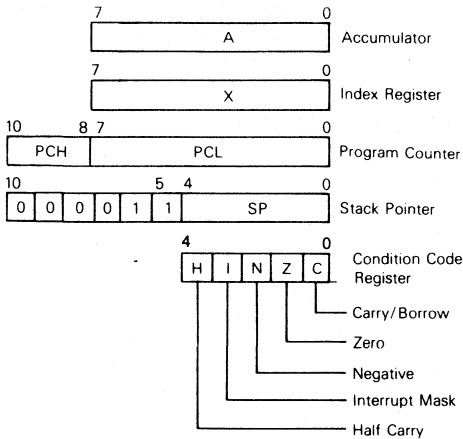 7 0
A Accumulator
7 0
X Index Register
10 8 7 0
PCH PCL Program Counter
10 5 4 0
0 0 0 0 1 1 SP Stack Pointer
4 0
H I N Z C Condition Code
Register
Carry/Borrow
Zero
Negative
Interrupt Mask
Half Carry